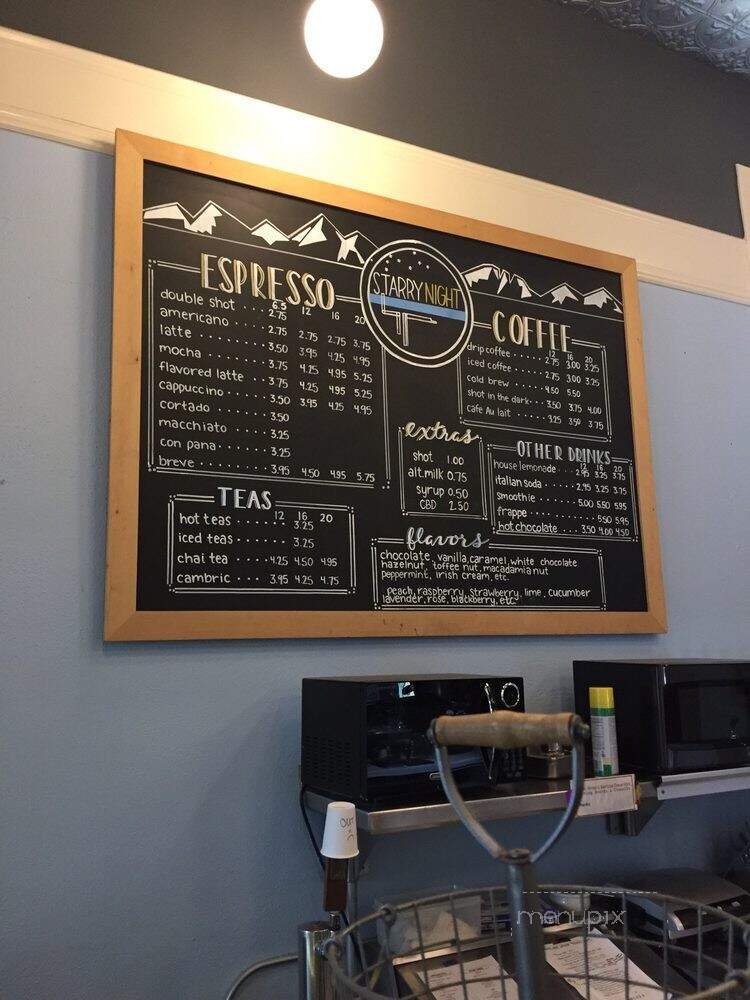 STARRY NIGHT
ESPRESSO
6.5 12 16 20
double shot 2.75
americano 2.75 2.75 2.75 3.75
latte 3.50 3.95 4.25 4.95
mocha 3.75 4.25 4.95 5.25
flavored latte 3.75 4.25 4.95 5.25
cappuccino 3.50 3.95 4.25 4.95
cortado 3.50
macchiato 3.25
con pana 3.25
breve 3.95 4.50 4.95 5.75
TEAS
12 16 20
hot teas 3.25
iced teas 3.25
chai tea 4.25 4.50 4.95
cambric 3.95 4.25 4.75
COFFEE
12 16 20
drip coffee 2.75 3.00 3.25
iced coffee 2.75 3.00 3.25
cold brew 4.50 5.50
shot in the dark 3.50 3.75 4.00
cafe Au lait 3.25 3.50 3.75
extras
shot 1.00
alt.milk 0.75
syrup 0.50
CBD 2.50
OTHER DRINKS
12 16 20
house lemonade 2.95 3.25 3.75
italian soda 2.95 3.25 3.75
smoothie 5.00 5.50 5.95
frappe 5.50 5.95
hot chocolate 3.50 4.00 4.50
flavors
chocolate, vanilla, caramel, white chocolate
hazelnut, toffee nut, macadamia nut
peppermint, irish cream, etc.
peach, raspberry, strawberry, lime, cucumber
lavender, rose, blackberry, etc.
our
menupix